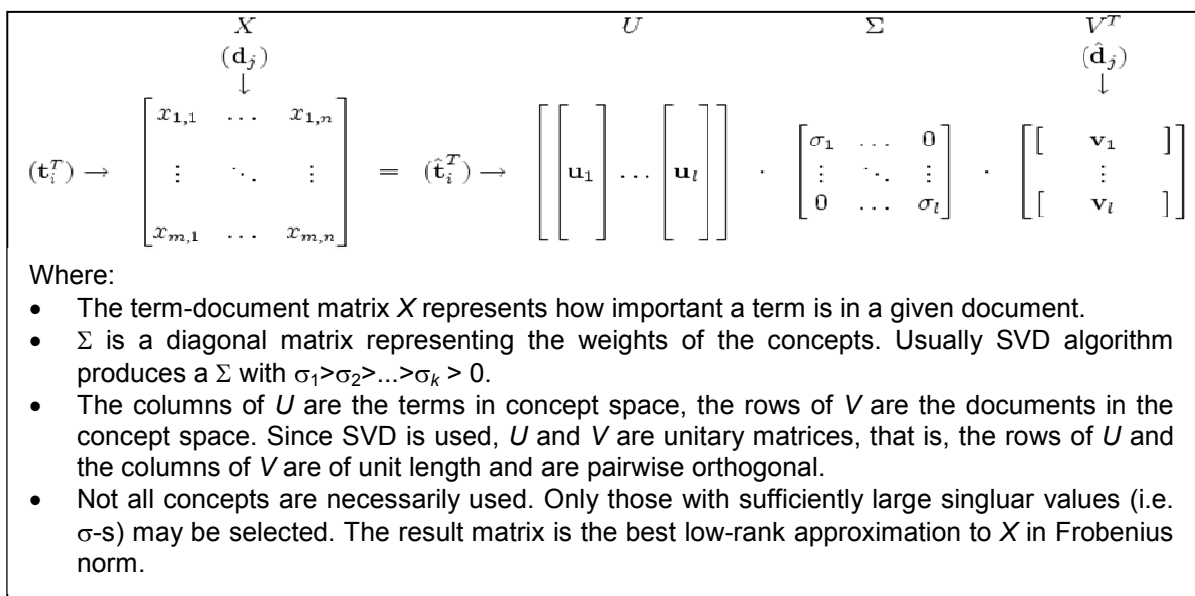 X U Σ V^T
(d_j) (d̂_j)
↓ ↓
(t_i^T) → [ x_{1,1} … x_{1,n} ; ⋮ ⋱ ⋮ ; x_{m,1} … x_{m,n} ] = (t̂_i^T) → [ [ u_1 ] … [ u_l ] ] · [ σ_1 … 0 ; ⋮ ⋱ ⋮ ; 0 … σ_l ] · [ [ v_1 ] ; ⋮ ; [ v_l ] ]
Where:
• The term-document matrix X represents how important a term is in a given document.
• Σ is a diagonal matrix representing the weights of the concepts. Usually SVD algorithm
produces a Σ with σ₁>σ₂>...>σₖ > 0.
• The columns of U are the terms in concept space, the rows of V are the documents in the
concept space. Since SVD is used, U and V are unitary matrices, that is, the rows of U and
the columns of V are of unit length and are pairwise orthogonal.
• Not all concepts are necessarily used. Only those with sufficiently large singluar values (i.e.
σ-s) may be selected. The result matrix is the best low-rank approximation to X in Frobenius
norm.